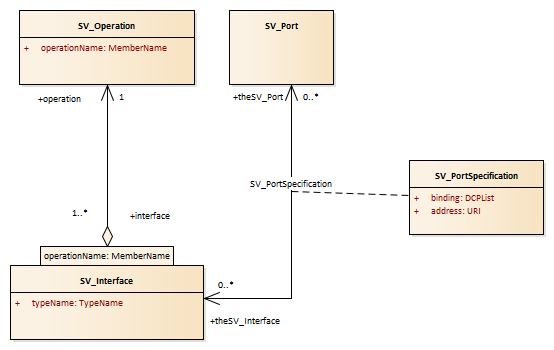 SV_Operation
+ operationName: MemberName
SV_Port
+operation
1
+theSV_Port
0..*
SV_PortSpecification
SV_PortSpecification
+ binding: DCPList
+ address: URI
1..*
+interface
operationName: MemberName
SV_Interface
+ typeName: TypeName
0..*
+theSV_Interface